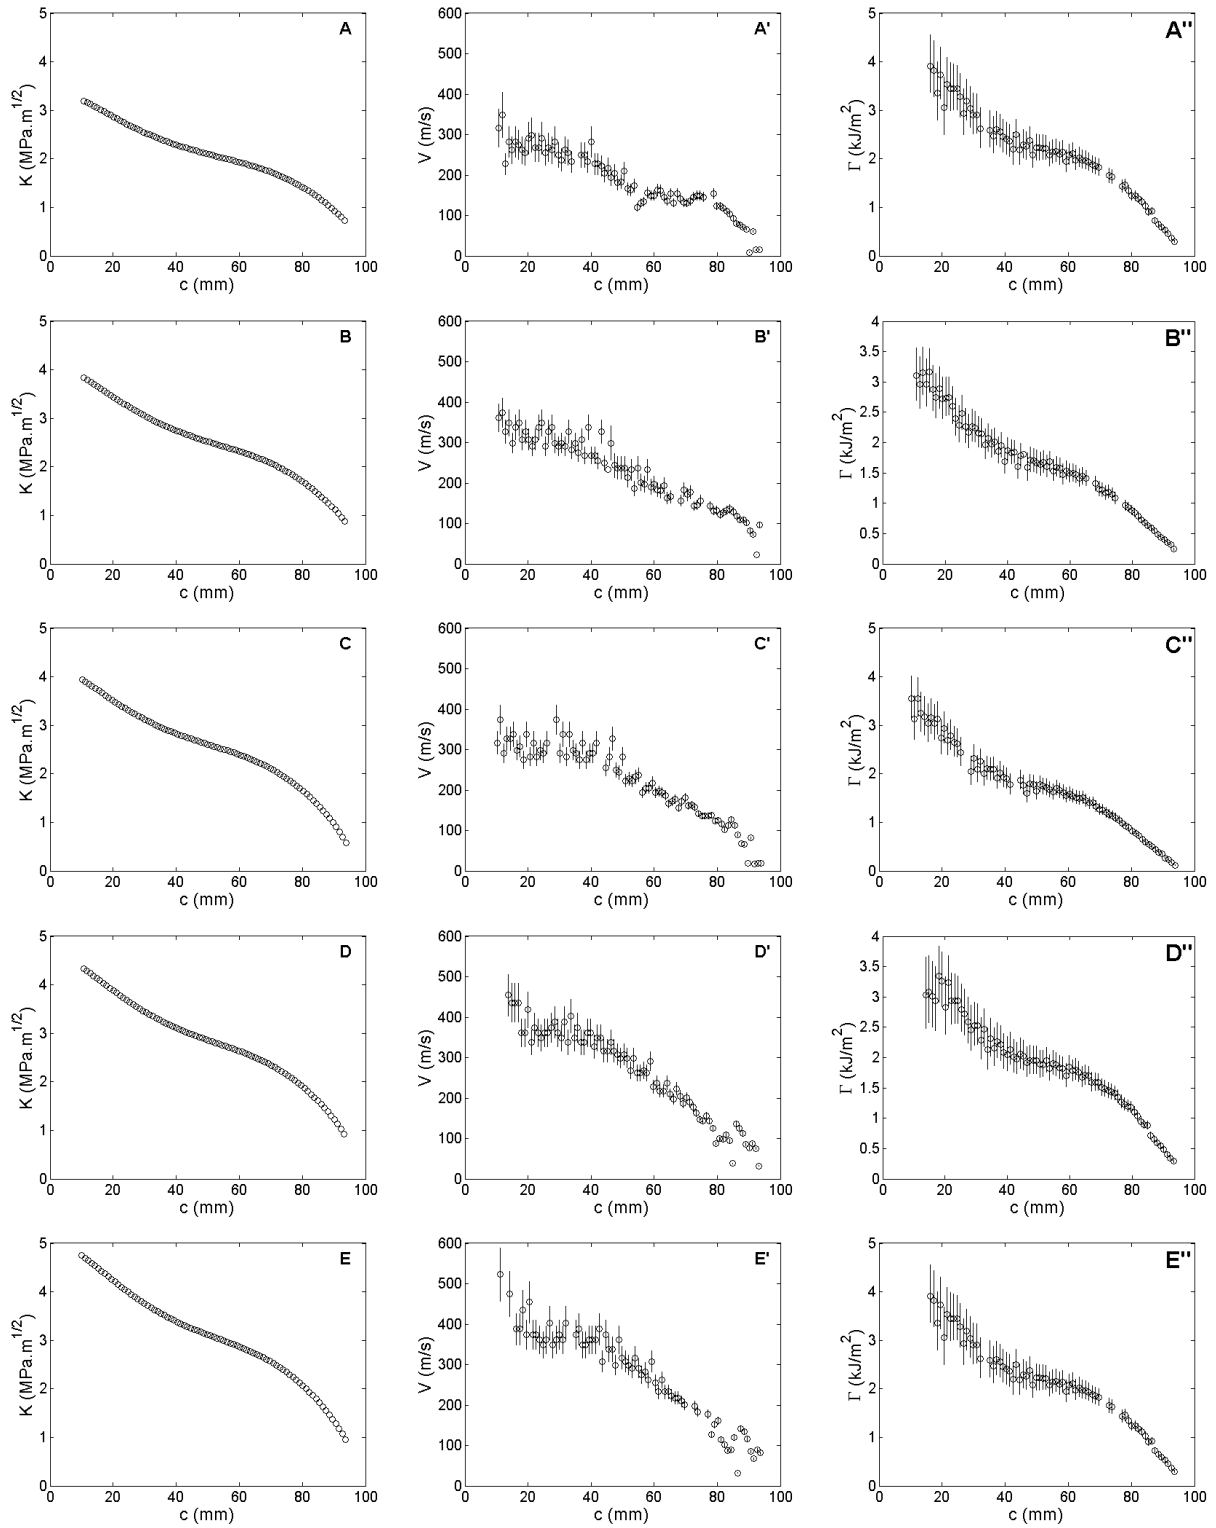 5 A 600 A' 5 A"
4 500 4
K (MPa.m^1/2) 3 V (m/s) 400 Γ (kJ/m^2) 3
2 300 2
1 200 1
0 100 0
0
0 20 40 60 80 100 0 20 40 60 80 100 0 20 40 60 80 100
c (mm) c (mm) c (mm)
5 B 600 B' 4 B"
4 500 3.5
K (MPa.m^1/2) 3 V (m/s) 400 Γ (kJ/m^2) 3
2 300 2.5
1 200 2
0 100 1.5
0 1
0.5
0
0 20 40 60 80 100 0 20 40 60 80 100 0 20 40 60 80 100
c (mm) c (mm) c (mm)
5 C 600 C' 5 C"
4 500 4
K (MPa.m^1/2) 3 V (m/s) 400 Γ (kJ/m^2) 3
2 300 2
1 200 1
0 100 0
0
0 20 40 60 80 100 0 20 40 60 80 100 0 20 40 60 80 100
c (mm) c (mm) c (mm)
5 D 600 D' 4 D"
4 500 3.5
K (MPa.m^1/2) 3 V (m/s) 400 Γ (kJ/m^2) 3
2 300 2.5
1 200 2
0 100 1.5
0 1
0.5
0
0 20 40 60 80 100 0 20 40 60 80 100 0 20 40 60 80 100
c (mm) c (mm) c (mm)
5 E 600 E' 5 E"
4 500 4
K (MPa.m^1/2) 3 V (m/s) 400 Γ (kJ/m^2) 3
2 300 2
1 200 1
0 100 0
0
0 20 40 60 80 100 0 20 40 60 80 100 0 20 40 60 80 100
c (mm) c (mm) c (mm)